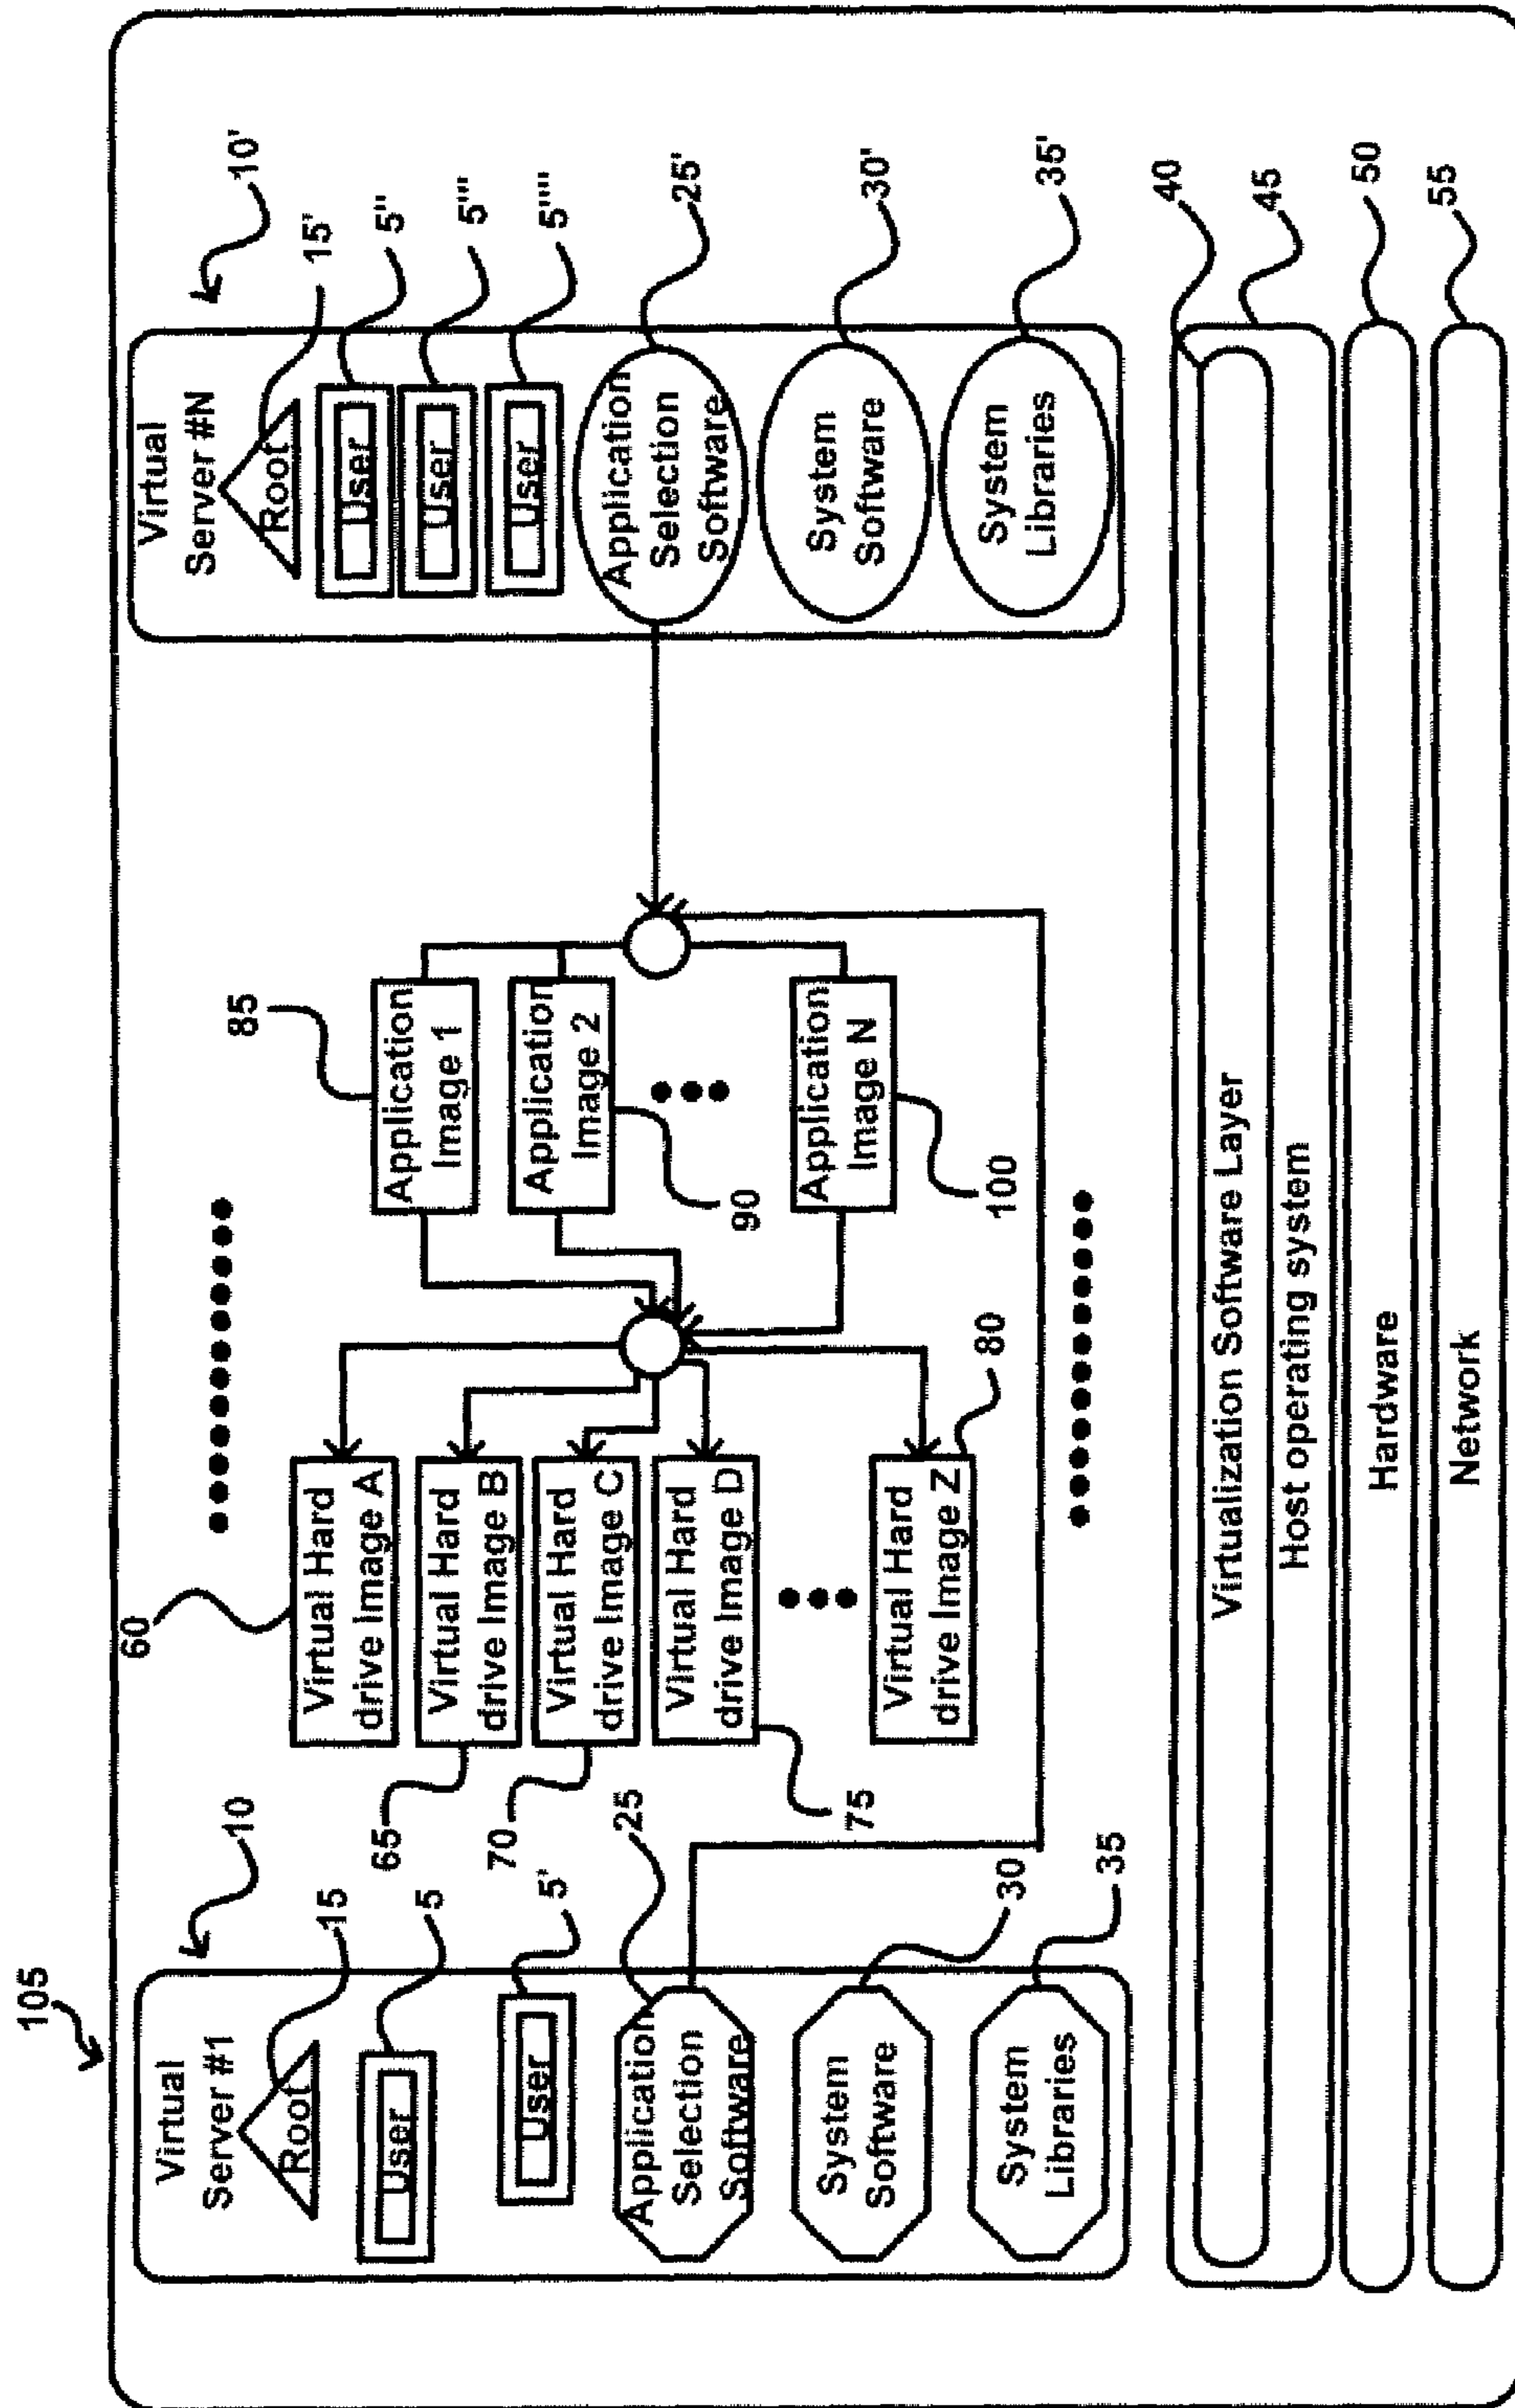 105
Virtual
Server #1
10
15
Root
5
User
5'
User
25
Application
Selection
Software
30
System
Software
35
System
Libraries
60
Virtual Hard
drive Image A
65
Virtual Hard
drive Image B
70
Virtual Hard
drive Image C
75
Virtual Hard
drive Image D
80
Virtual Hard
drive Image Z
85
Application
Image 1
90
Application
Image 2
100
Application
Image N
Virtual
Server #N
10'
15'
Root
5''
User
5'''
User
5''''
User
25'
Application
Selection
Software
30'
System
Software
35'
System
Libraries
40
Virtualization Software Layer
45
Host operating system
50
Hardware
55
Network